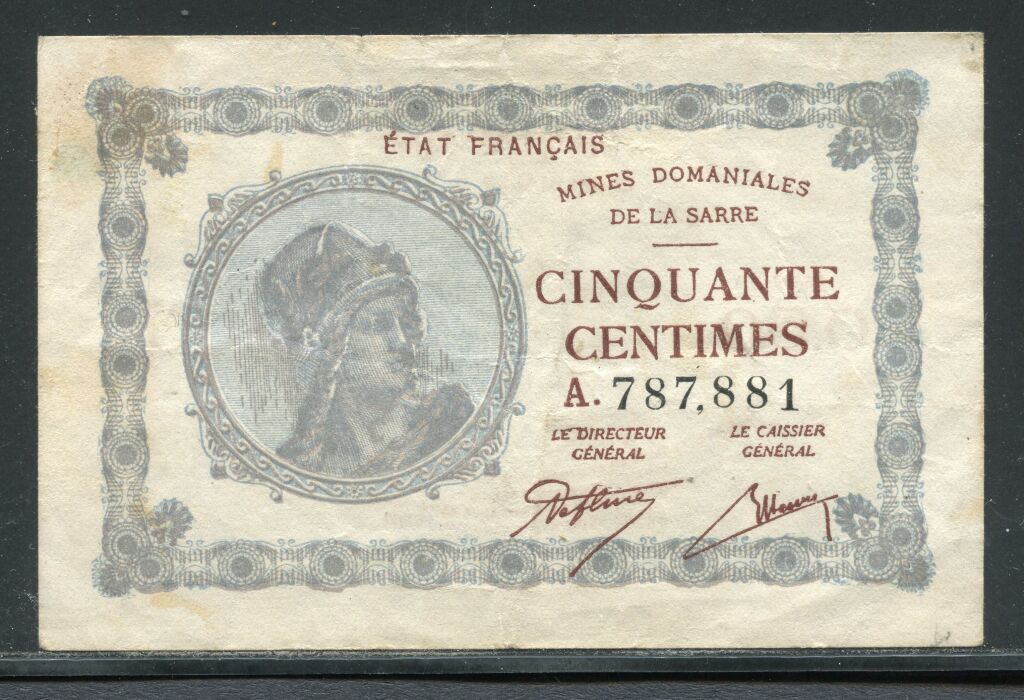 ÉTAT FRANÇAIS
MINES DOMANIALES
DE LA SARRE
CINQUANTE
CENTIMES
A. 787,881
LE DIRECTEUR
GÉNÉRAL
LE CAISSIER
GÉNÉRAL